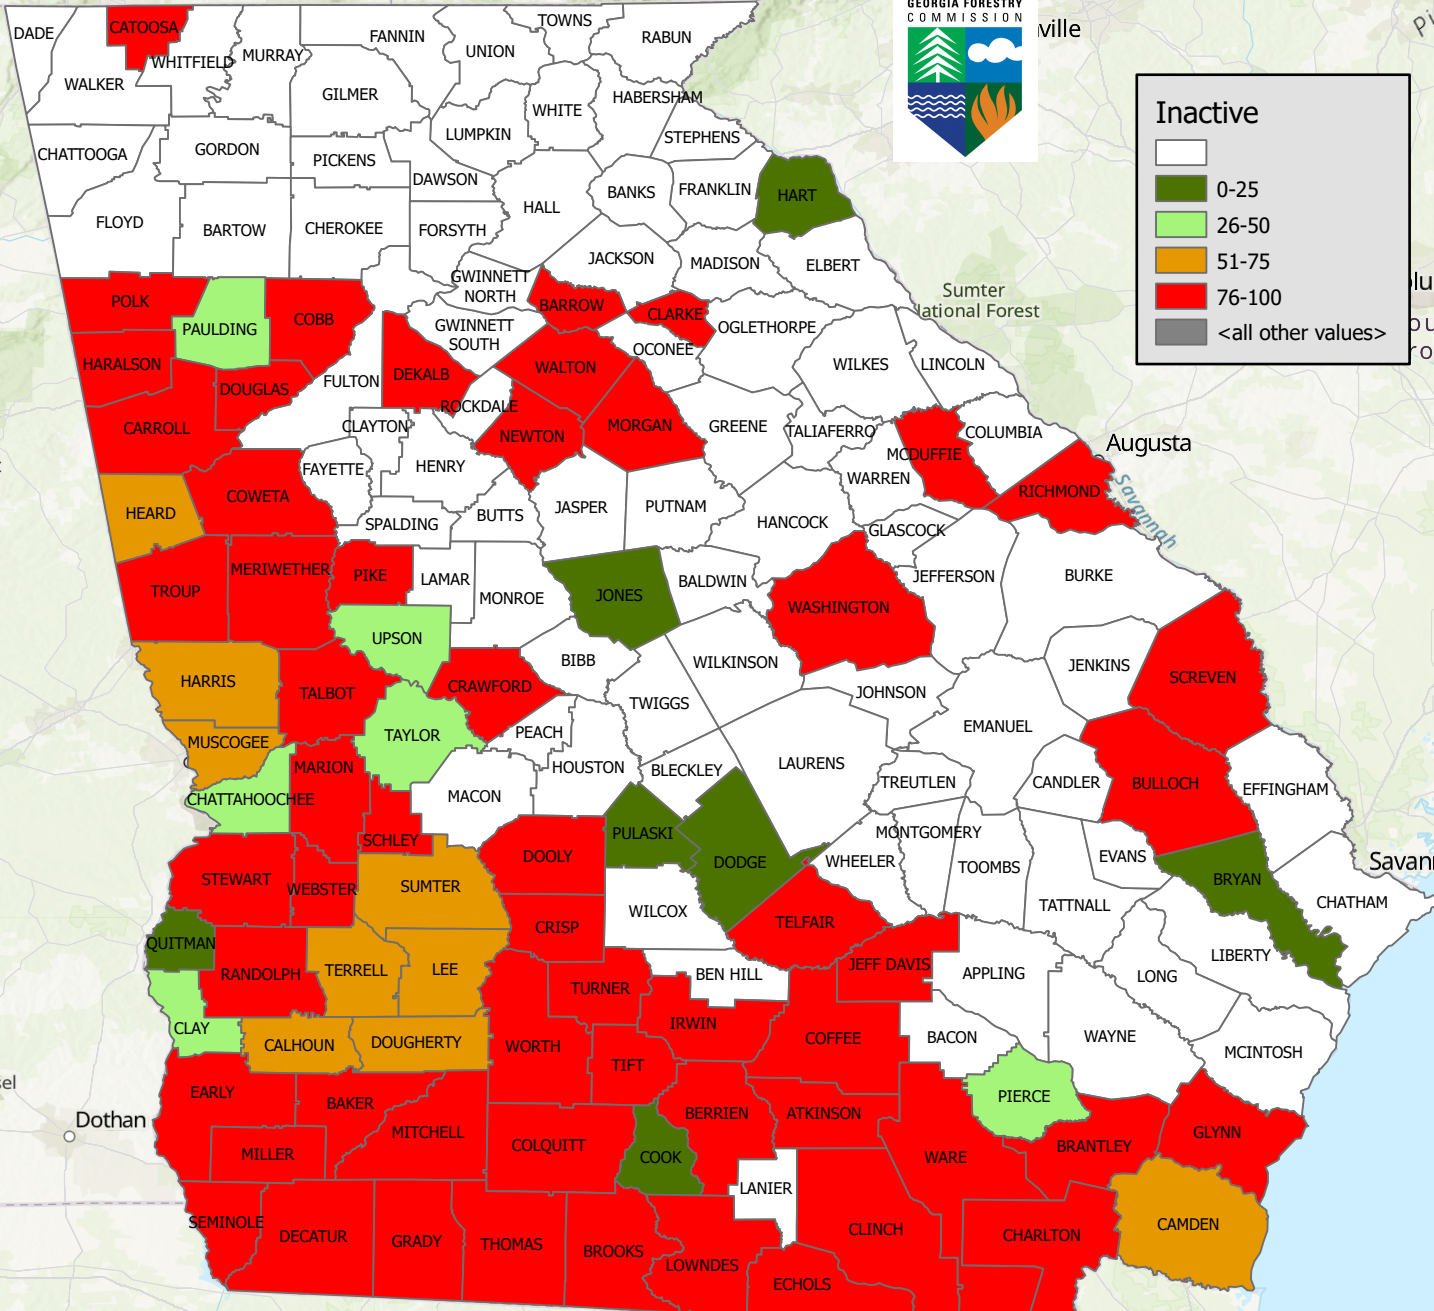 GEORGIA FORESTRY
COMMISSION
Inactive
0-25
26-50
51-75
76-100
<all other values>
DADE
CATOOSA
WHITFIELD
MURRAY
FANNIN
UNION
TOWNS
RABUN
WALKER
GILMER
WHITE
HABERSHAM
LUMPKIN
STEPHENS
CHATTOOGA
GORDON
PICKENS
DAWSON
BANKS
FRANKLIN
HART
HALL
FLOYD
BARTOW
CHEROKEE
FORSYTH
JACKSON
MADISON
ELBERT
GWINNETT
NORTH
Sumter
National Forest
POLK
PAULDING
COBB
BARROW
CLARKE
OGLETHORPE
GWINNETT
SOUTH
OCONEE
HARALSON
DOUGLAS
FULTON
DEKALB
WALTON
WILKES
LINCOLN
ROCKDALE
CARROLL
CLAYTON
NEWTON
MORGAN
GREENE
TALIAFERRO
COLUMBIA
Augusta
MCDUFFIE
FAYETTE
HENRY
WARREN
RICHMOND
Savannah
COWETA
HEARD
SPALDING
BUTTS
JASPER
PUTNAM
HANCOCK
GLASCOCK
TROUP
MERIWETHER
PIKE
LAMAR
MONROE
JONES
BALDWIN
WASHINGTON
JEFFERSON
BURKE
UPSON
BIBB
WILKINSON
JENKINS
SCREVEN
HARRIS
TALBOT
CRAWFORD
TWIGGS
JOHNSON
MUSCOGEE
TAYLOR
PEACH
EMANUEL
MARION
HOUSTON
BLECKLEY
LAURENS
TREUTLEN
CANDLER
BULLOCH
EFFINGHAM
CHATTAHOOCHEE
MACON
SCHLEY
PULASKI
MONTGOMERY
DOOLY
DODGE
WHEELER
TOOMBS
EVANS
STEWART
WEBSTER
SUMTER
BRYAN
CHATHAM
WILCOX
TATTNALL
CRISP
TELFAIR
QUITMAN
RANDOLPH
TERRELL
LEE
BEN HILL
JEFF DAVIS
APPLING
LONG
LIBERTY
TURNER
CLAY
CALHOUN
DOUGHERTY
WORTH
IRWIN
COFFEE
BACON
WAYNE
MCINTOSH
TIFT
EARLY
BAKER
PIERCE
BERRIEN
ATKINSON
Dothan
MITCHELL
COLQUITT
COOK
WARE
BRANTLEY
GLYNN
MILLER
LANIER
SEMINOLE
DECATUR
GRADY
THOMAS
BROOKS
LOWNDES
CLINCH
CHARLTON
CAMDEN
ECHOLS